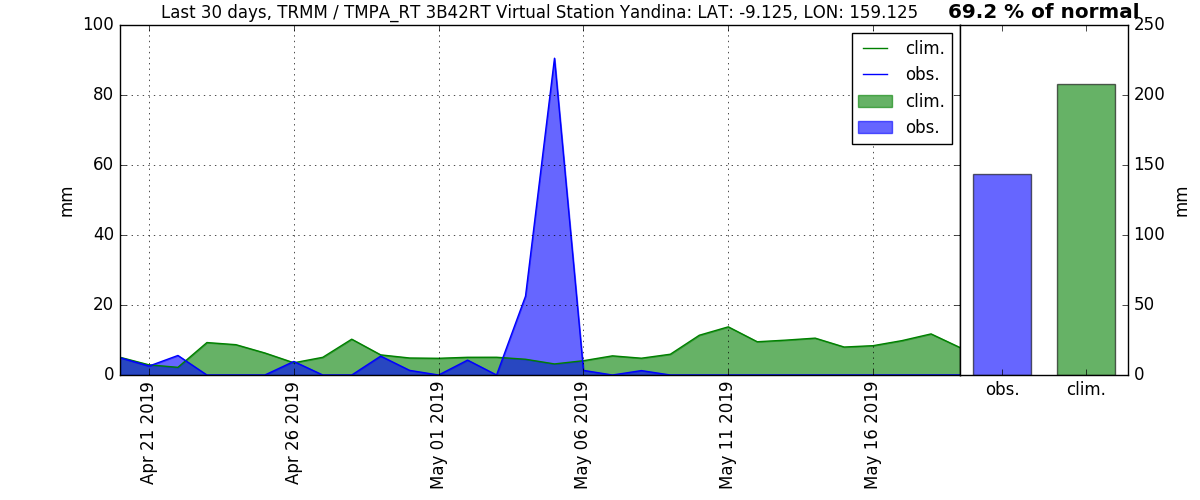 Last 30 days, TRMM / TMPA_RT 3B42RT Virtual Station Yandina: LAT: -9.125, LON: 159.125
69.2 % of normal
100
80
60
40
20
0
mm
clim.
obs.
clim.
obs.
250
200
150
100
50
0
mm
Apr 21 2019
Apr 26 2019
May 01 2019
May 06 2019
May 11 2019
May 16 2019
obs.
clim.